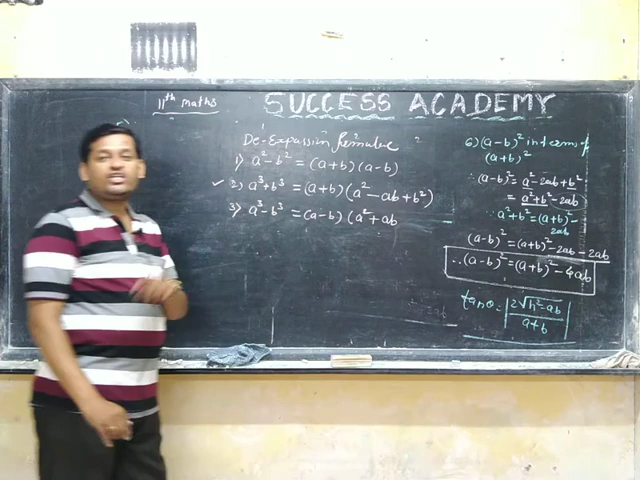 11th maths
SUCCESS ACADEMY
De-Expassion formulae
1) a²-b² = (a+b)(a-b)
✓ 2) a³+b³ = (a+b)(a²-ab+b²)
3) a³-b³ = (a-b)(a²+ab
6) (a-b)² in term of
(a+b)²
∴(a-b)² = a²-2ab+b²
= a²+b²-2ab
∴ a²+b² = (a+b)²
2ab
(a-b)² = (a+b)²-2ab-2ab
∴(a-b)² = (a+b)²-4ab
tanθ = |2√h²-ab / a+b|